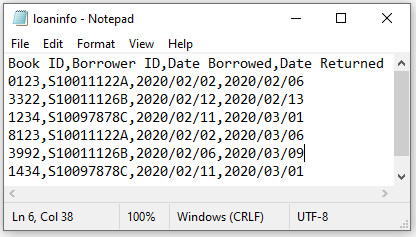 loaninfo - Notepad
File Edit Format View Help
Book ID,Borrower ID,Date Borrowed,Date Returned
0123,S10011122A,2020/02/02,2020/02/06
3322,S10011126B,2020/02/12,2020/02/13
1234,S10097878C,2020/02/11,2020/03/01
8123,S10011122A,2020/02/02,2020/03/06
3992,S10011126B,2020/02/06,2020/03/09
1434,S10097878C,2020/02/11,2020/03/01
Ln 6, Col 38 100% Windows (CRLF) UTF-8